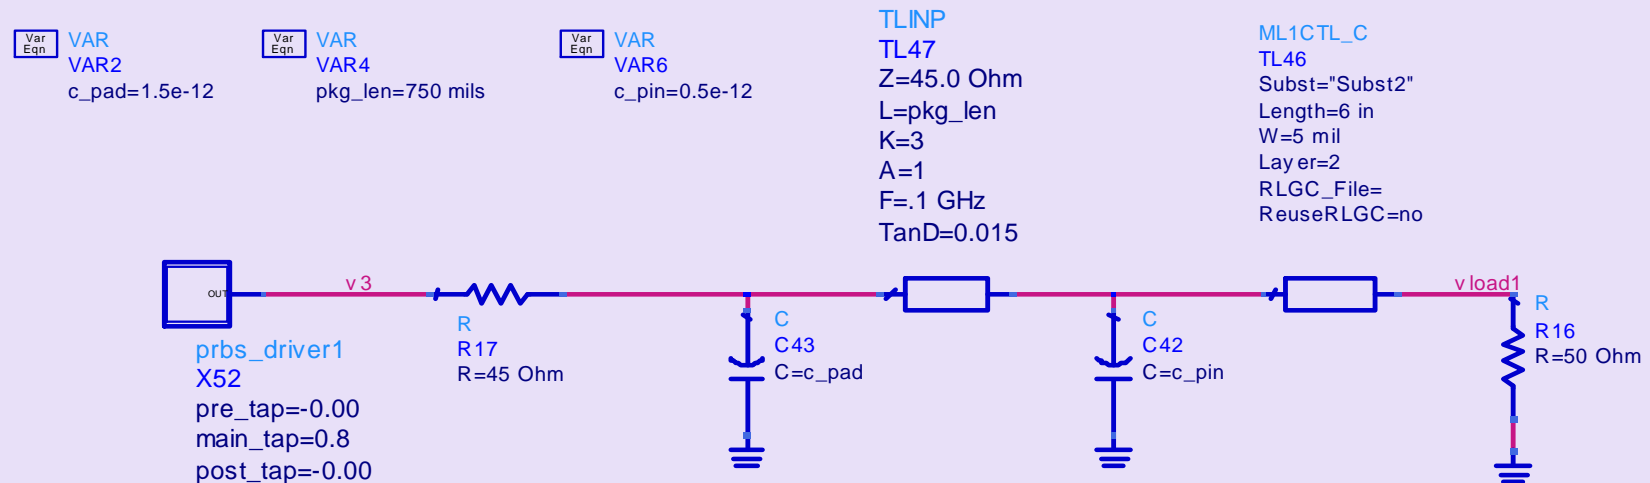 Var
Eqn
VAR
VAR2
c_pad=1.5e-12
Var
Eqn
VAR
VAR4
pkg_len=750 mils
Var
Eqn
VAR
VAR6
c_pin=0.5e-12
TLINP
TL47
Z=45.0 Ohm
L=pkg_len
K=3
A=1
F=.1 GHz
TanD=0.015
ML1CTL_C
TL46
Subst="Subst2"
Length=6 in
W=5 mil
Layer=2
RLGC_File=
ReuseRLGC=no
OUT
v3
vload1
prbs_driver1
X52
pre_tap=-0.00
main_tap=0.8
post_tap=-0.00
R
R17
R=45 Ohm
C
C43
C=c_pad
C
C42
C=c_pin
R
R16
R=50 Ohm